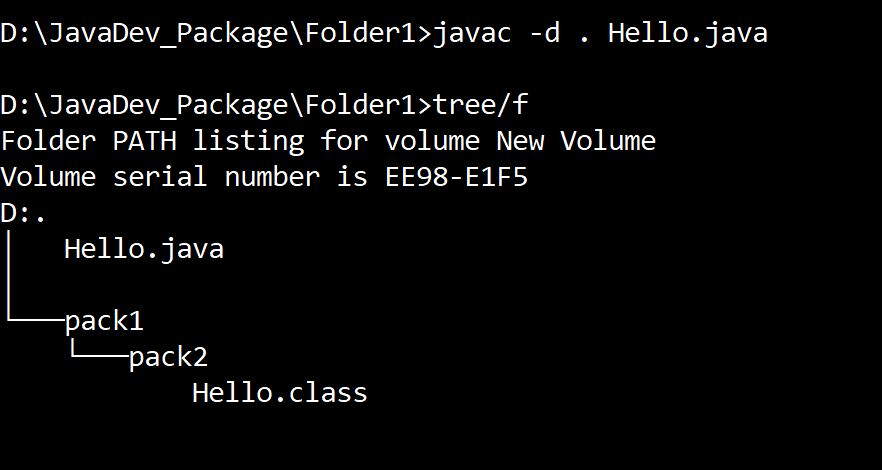 D:\JavaDev_Package\Folder1>javac -d . Hello.java
D:\JavaDev_Package\Folder1>tree/f
Folder PATH listing for volume New Volume
Volume serial number is EE98-E1F5
D:.
│   Hello.java
│
└───pack1
    └───pack2
            Hello.class